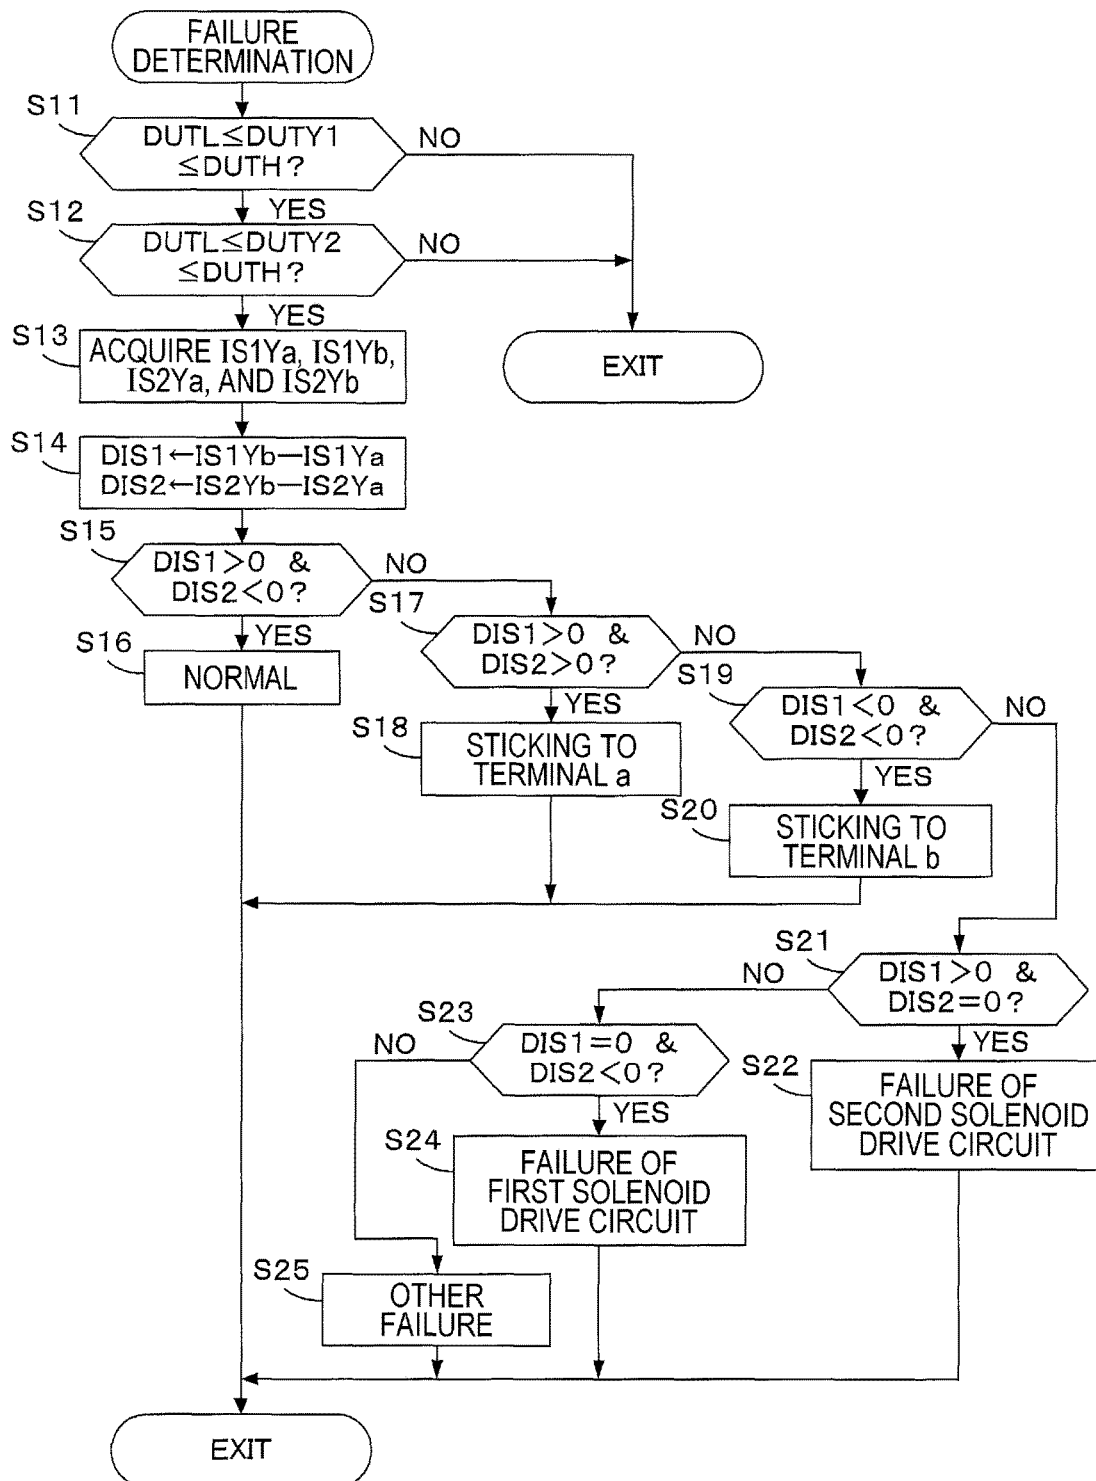 FAILURE
DETERMINATION
S11
DUTL≤DUTY1
≤DUTH?
NO
YES
S12
DUTL≤DUTY2
≤DUTH?
NO
YES
S13
ACQUIRE IS1Ya, IS1Yb,
IS2Ya, AND IS2Yb
EXIT
S14
DIS1←IS1Yb—IS1Ya
DIS2←IS2Yb—IS2Ya
S15
DIS1>0 &
DIS2<0?
NO
YES
S16
NORMAL
S17
DIS1>0 &
DIS2>0?
NO
YES
S18
STICKING TO
TERMINAL a
S19
DIS1<0 &
DIS2<0?
NO
YES
S20
STICKING TO
TERMINAL b
S21
DIS1>0 &
DIS2=0?
NO
YES
S22
FAILURE OF
SECOND SOLENOID
DRIVE CIRCUIT
S23
DIS1=0 &
DIS2<0?
NO
YES
S24
FAILURE OF
FIRST SOLENOID
DRIVE CIRCUIT
S25
OTHER
FAILURE
EXIT